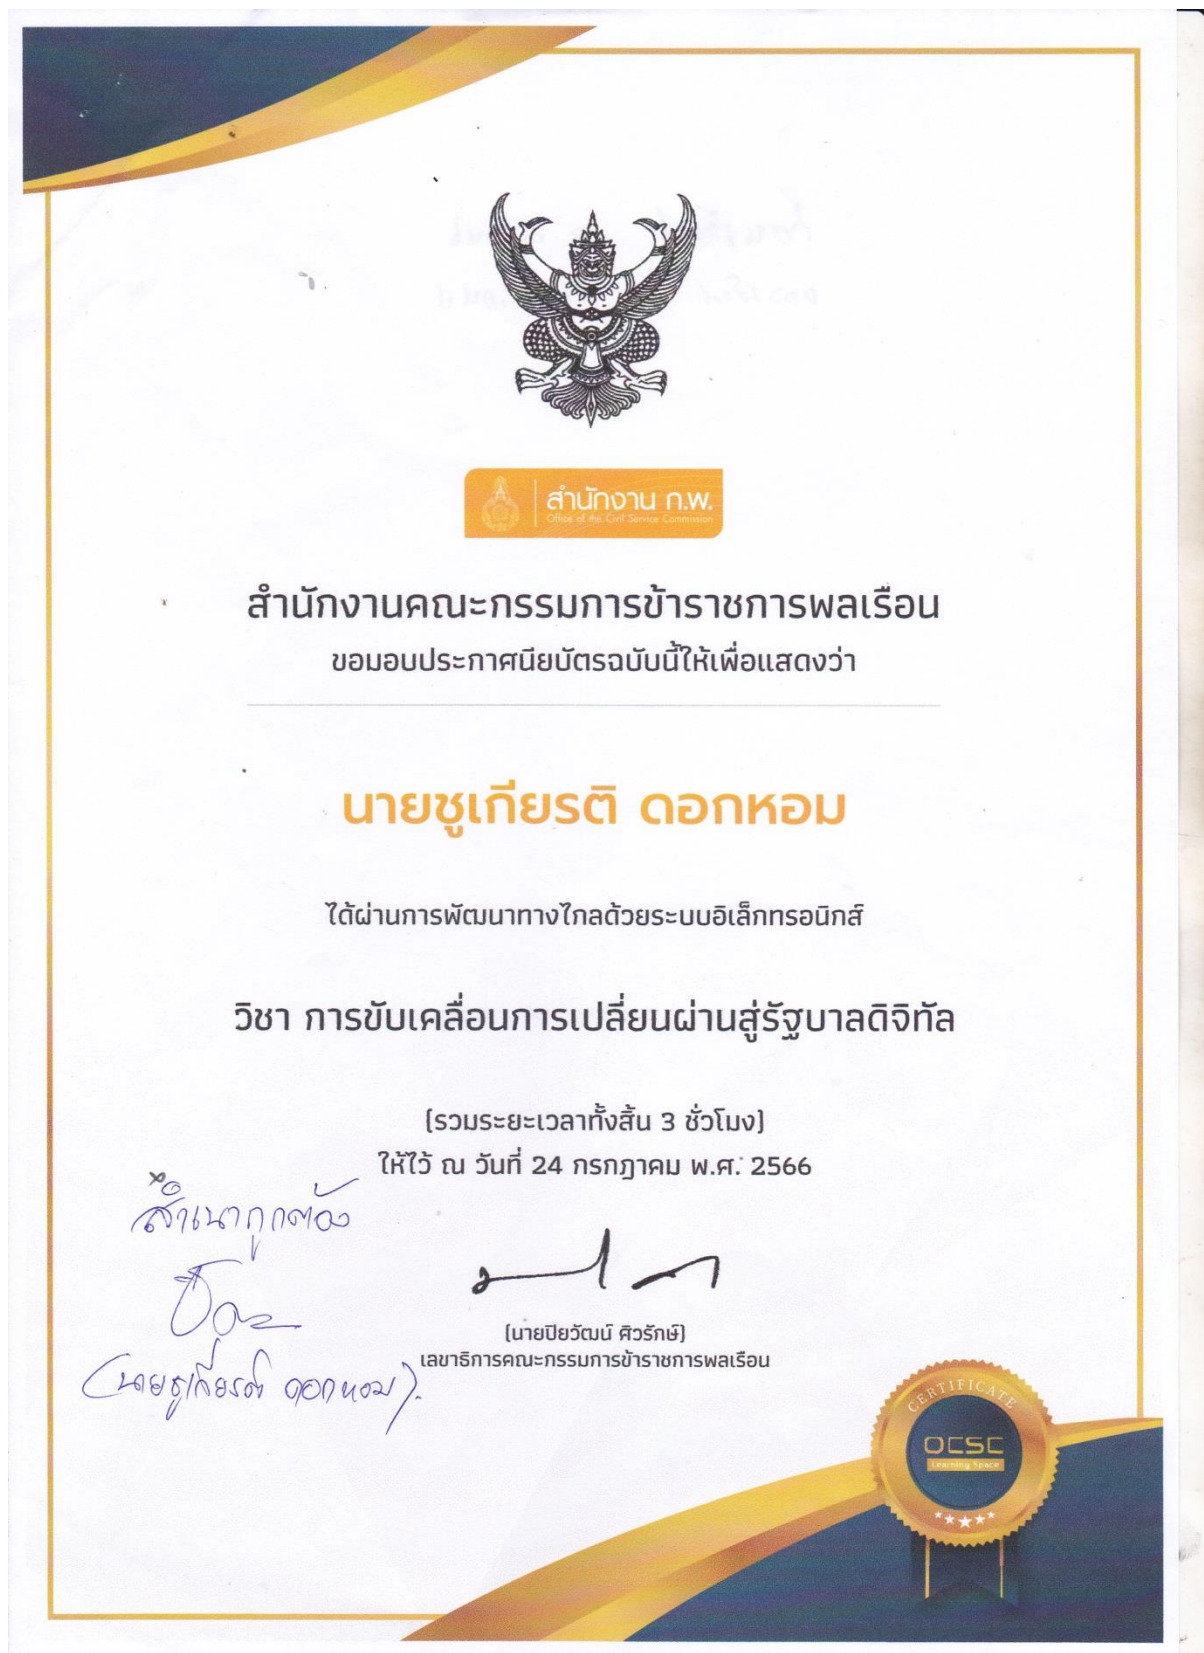 สำนักงาน ก.พ.
Office of the Civil Service Commission
สำนักงานคณะกรรมการข้าราชการพลเรือน
ขอมอบประกาศนียบัตรฉบับนี้ให้เพื่อแสดงว่า
นายชูเกียรติ ดอกหอม
ได้ผ่านการพัฒนาทางไกลด้วยระบบอิเล็กทรอนิกส์
วิชา การขับเคลื่อนการเปลี่ยนผ่านสู่รัฐบาลดิจิทัล
(รวมระยะเวลาทั้งสิ้น 3 ชั่วโมง)
ให้ไว้ ณ วันที่ 24 กรกฎาคม พ.ศ. 2566
สำเนาถูกต้อง
(นายปิยวัฒน์ ศิวรักษ์)
เลขาธิการคณะกรรมการข้าราชการพลเรือน
(นายชูเกียรติ ดอกหอม)
CERTIFICATE
OCSC
Learning Space